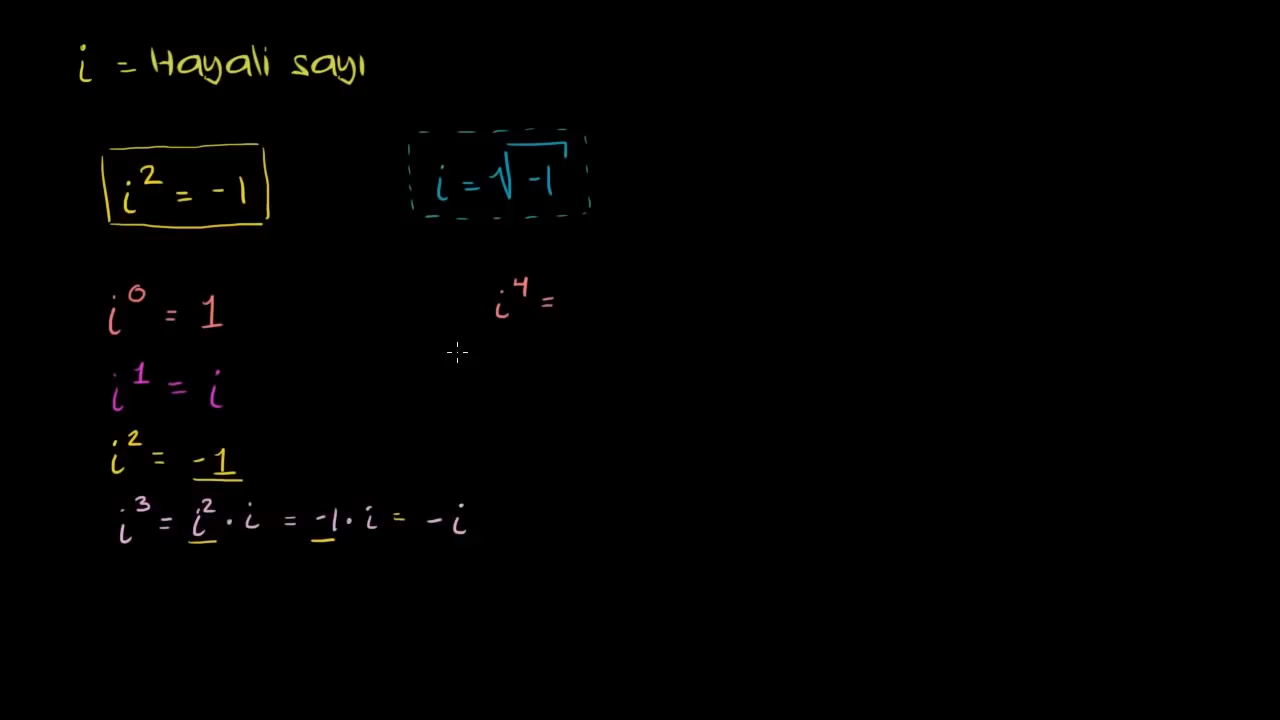 i = Hayali sayı
i² = -1
i = √-1
i⁰ = 1
i⁴ =
i¹ = i
i² = -1
i³ = i² · i = -1 · i = -i